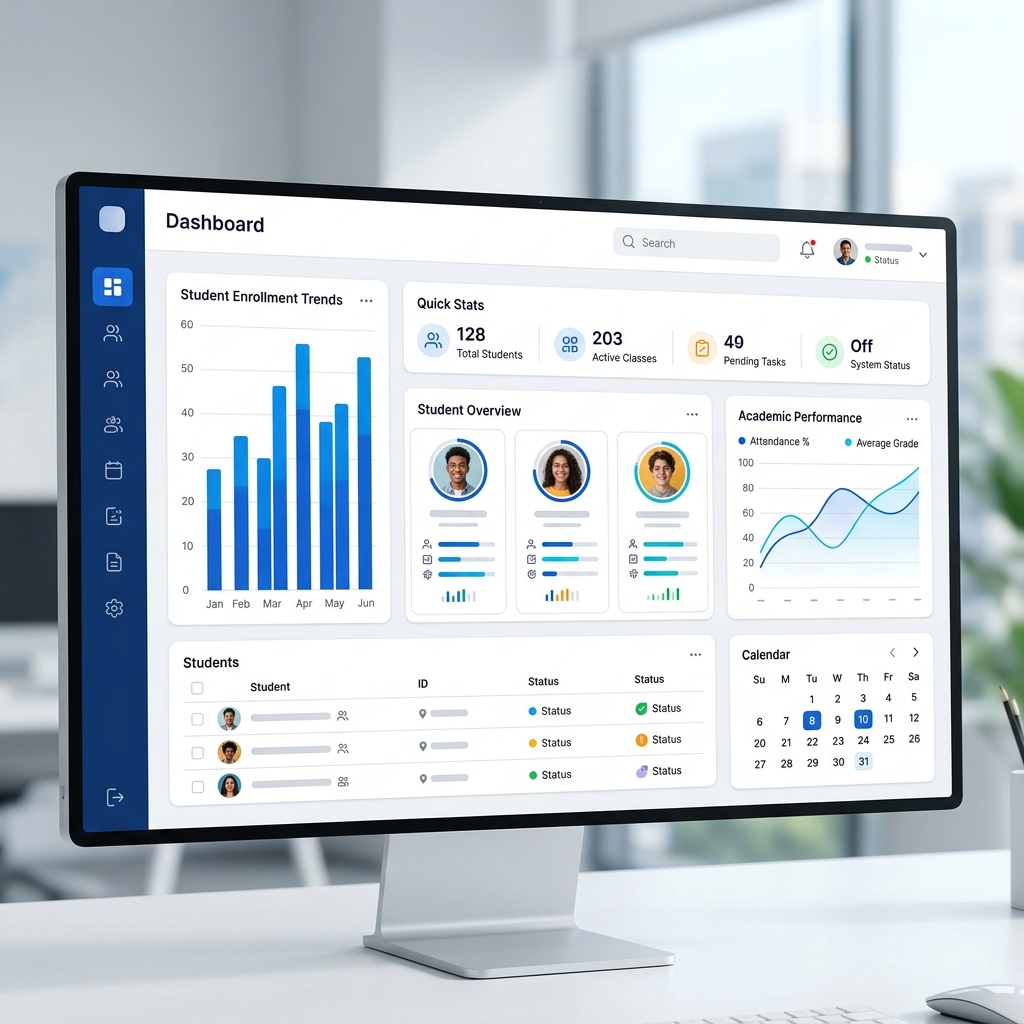 Dashboard
Search
Status
Student Enrollment Trends
60
50
40
30
20
10
0
Jan Feb Mar Apr May Jun
Quick Stats
128
Total Students
203
Active Classes
49
Pending Tasks
Off
System Status
Student Overview
Academic Performance
Attendance %
Average Grade
100
80
60
40
20
0
Students
Student ID Status Status
Status Status
Status Status
Status Status
Calendar
Su M Tu W Th Fr Sa
1 2 3 4 5
6 7 8 9 10 11 12
20 21 22 23 24 25 26
27 28 29 30 31